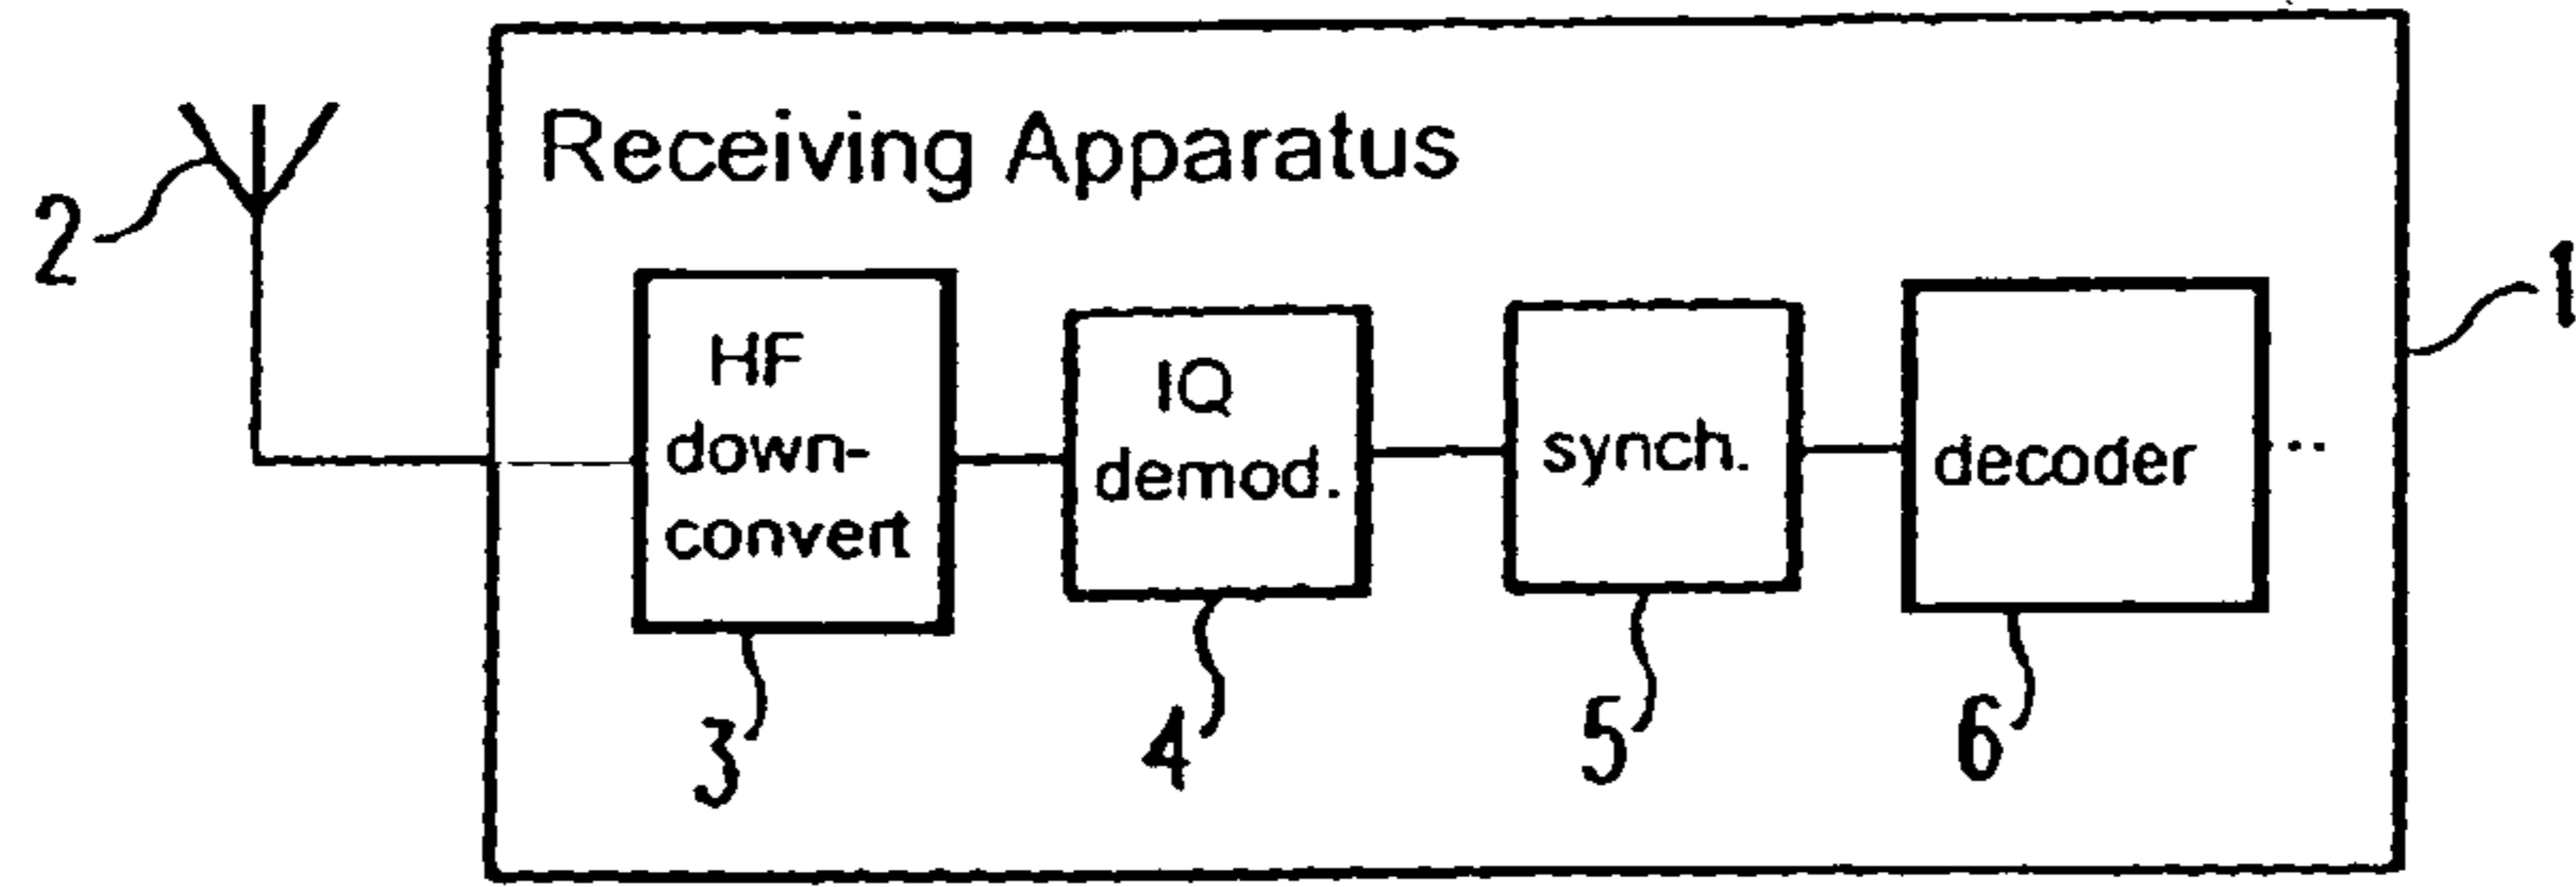 Receiving Apparatus
2
1
HF
down-
convert
IQ
demod.
synch.
decoder
3
4
5
6